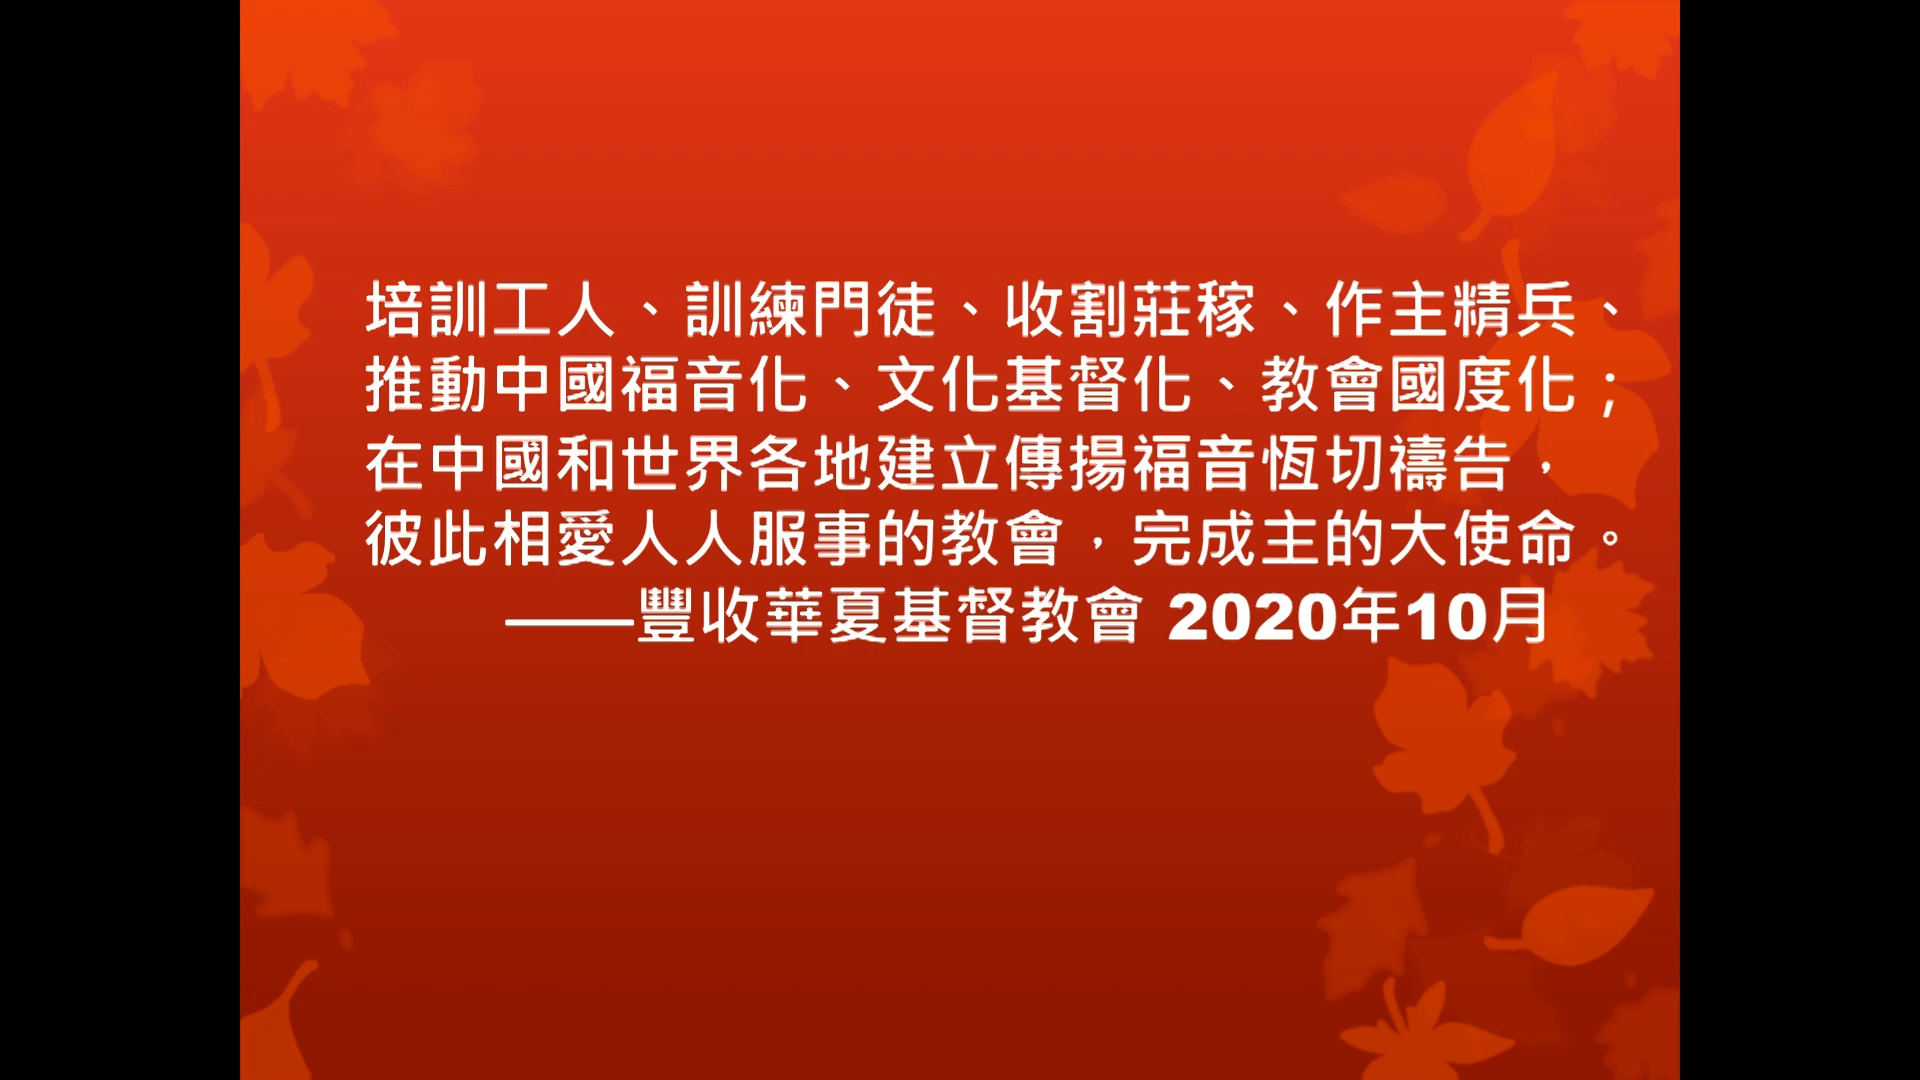 培訓工人、訓練門徒、收割莊稼、作主精兵、
推動中國福音化、文化基督化、教會國度化；
在中國和世界各地建立傳揚福音恆切禱告，
彼此相愛人人服事的教會，完成主的大使命。
——豐收華夏基督教會 2020年10月